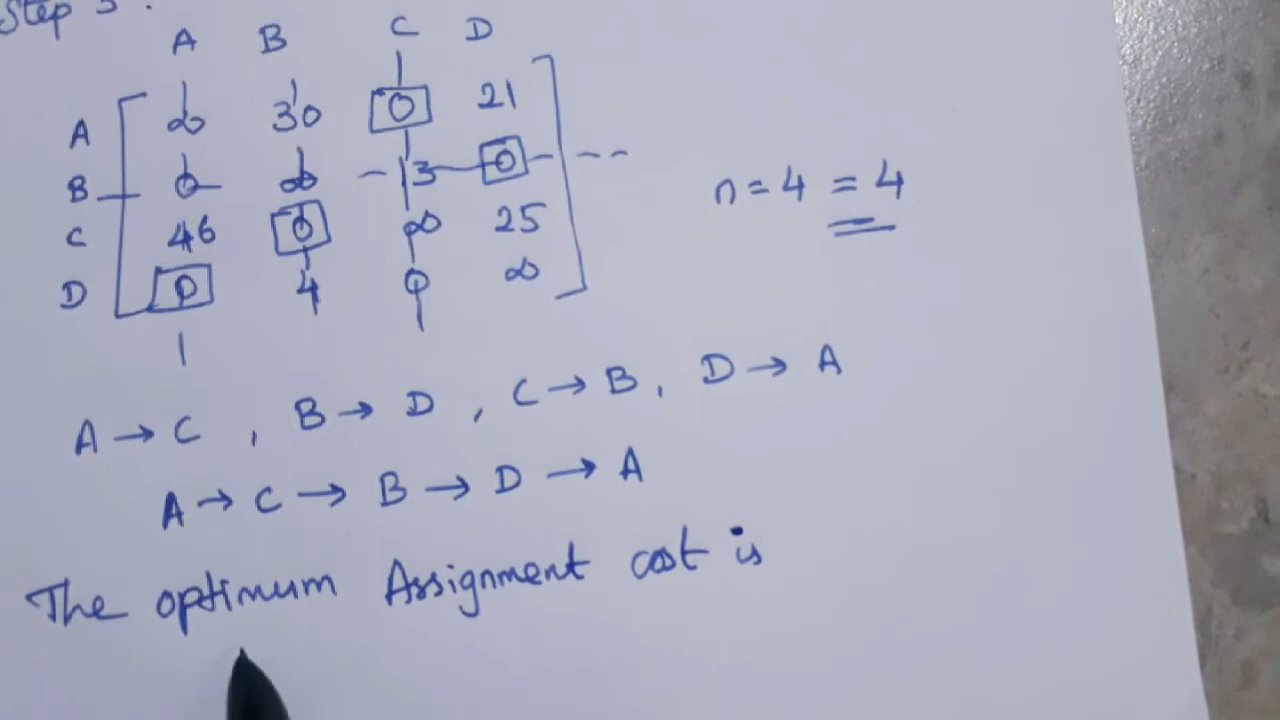 Step 3 :
A B C D
A ∞ 30 0 21
B 0 ∞ 13 0
C 46 0 ∞ 25
D 0 4 0 ∞
n = 4 = 4
A → C , B → D , C → B , D → A
A → C → B → D → A
The optimum Assignment cost is